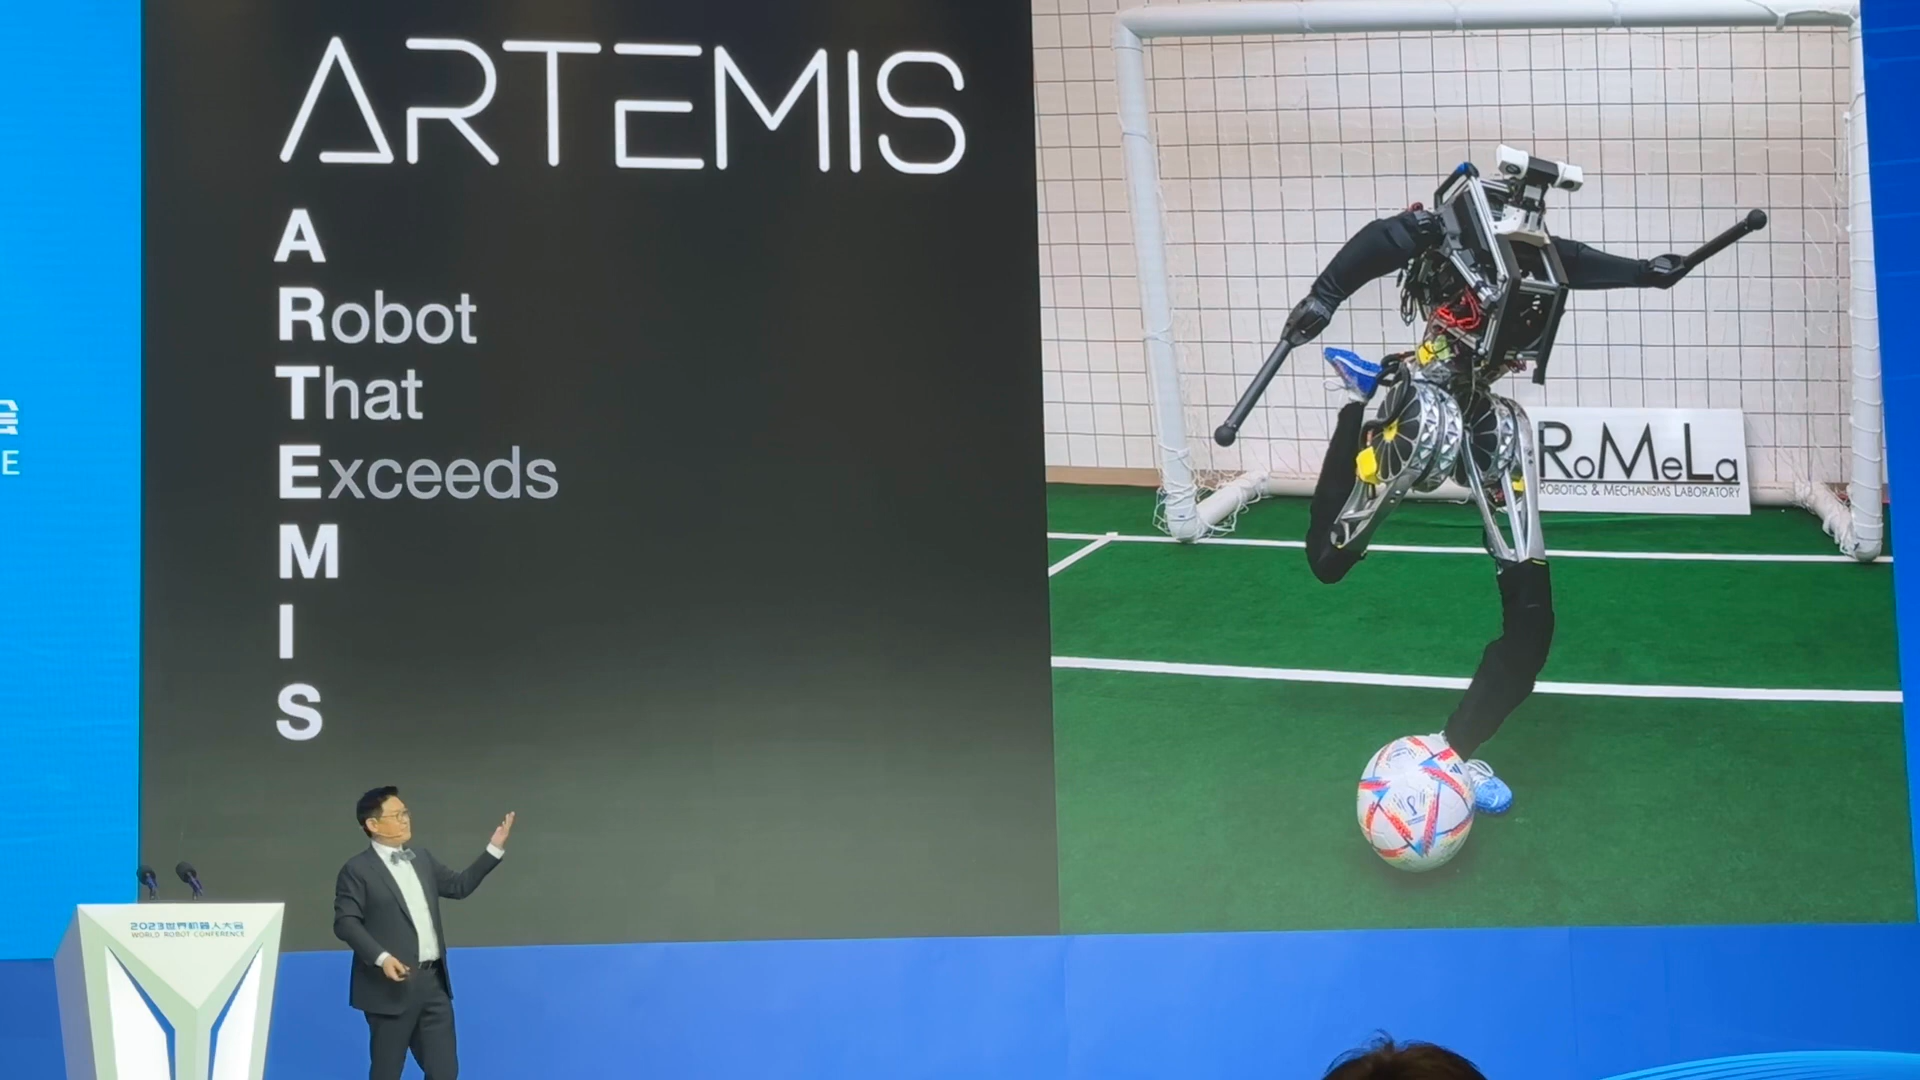 ARTEMIS
A
Robot
That
Exceeds
M
I
S
RoMeLa
ROBOTICS & MECHANISMS LABORATORY
E
2023世界机器人大会
WORLD ROBOT CONFERENCE